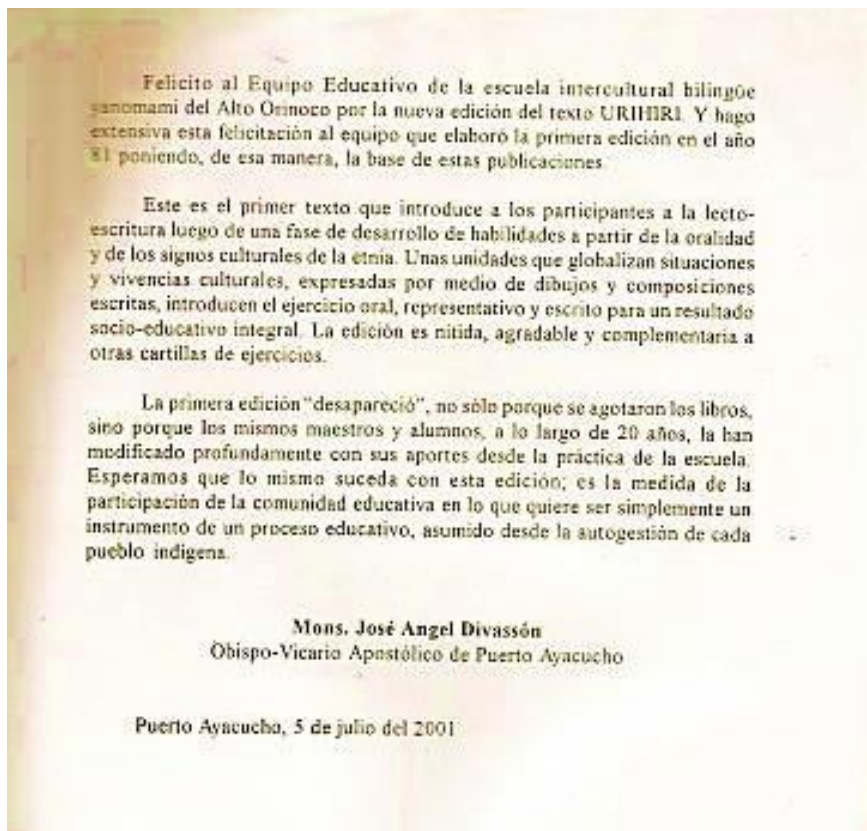 Felicito al Equipo Educativo de la escuela intercultural bilingüe
yanomami del Alto Orinoco por la nueva edición del texto URIHIRI. Y hago
extensiva esta felicitación al equipo que elaboró la primera edición en el año
81 poniendo, de esa manera, la base de estas publicaciones.
Este es el primer texto que introduce a los participantes a la lecto-
escritura luego de una fase de desarrollo de habilidades a partir de la oralidad
y de los signos culturales de la etnia. Unas unidades que globalizan situaciones
y vivencias culturales, expresadas por medio de dibujos y composiciones
escritas, introducen el ejercicio oral, representativo y escrito para un resultado
socio-educativo integral. La edición es nítida, agradable y complementaria a
otras cartillas de ejercicios.
La primera edición "desapareció", no sólo porque se agotaron los libros,
sino porque los mismos maestros y alumnos, a lo largo de 20 años, la han
modificado profundamente con sus aportes desde la práctica de la escuela.
Esperamos que lo mismo suceda con esta edición; es la medida de la
participación de la comunidad educativa en lo que quiere ser simplemente un
instrumento de un proceso educativo, asumido desde la autogestión de cada
pueblo indígena.
Mons. José Angel Divassón
Obispo-Vicario Apostólico de Puerto Ayacucho
Puerto Ayacucho, 5 de julio del 2001